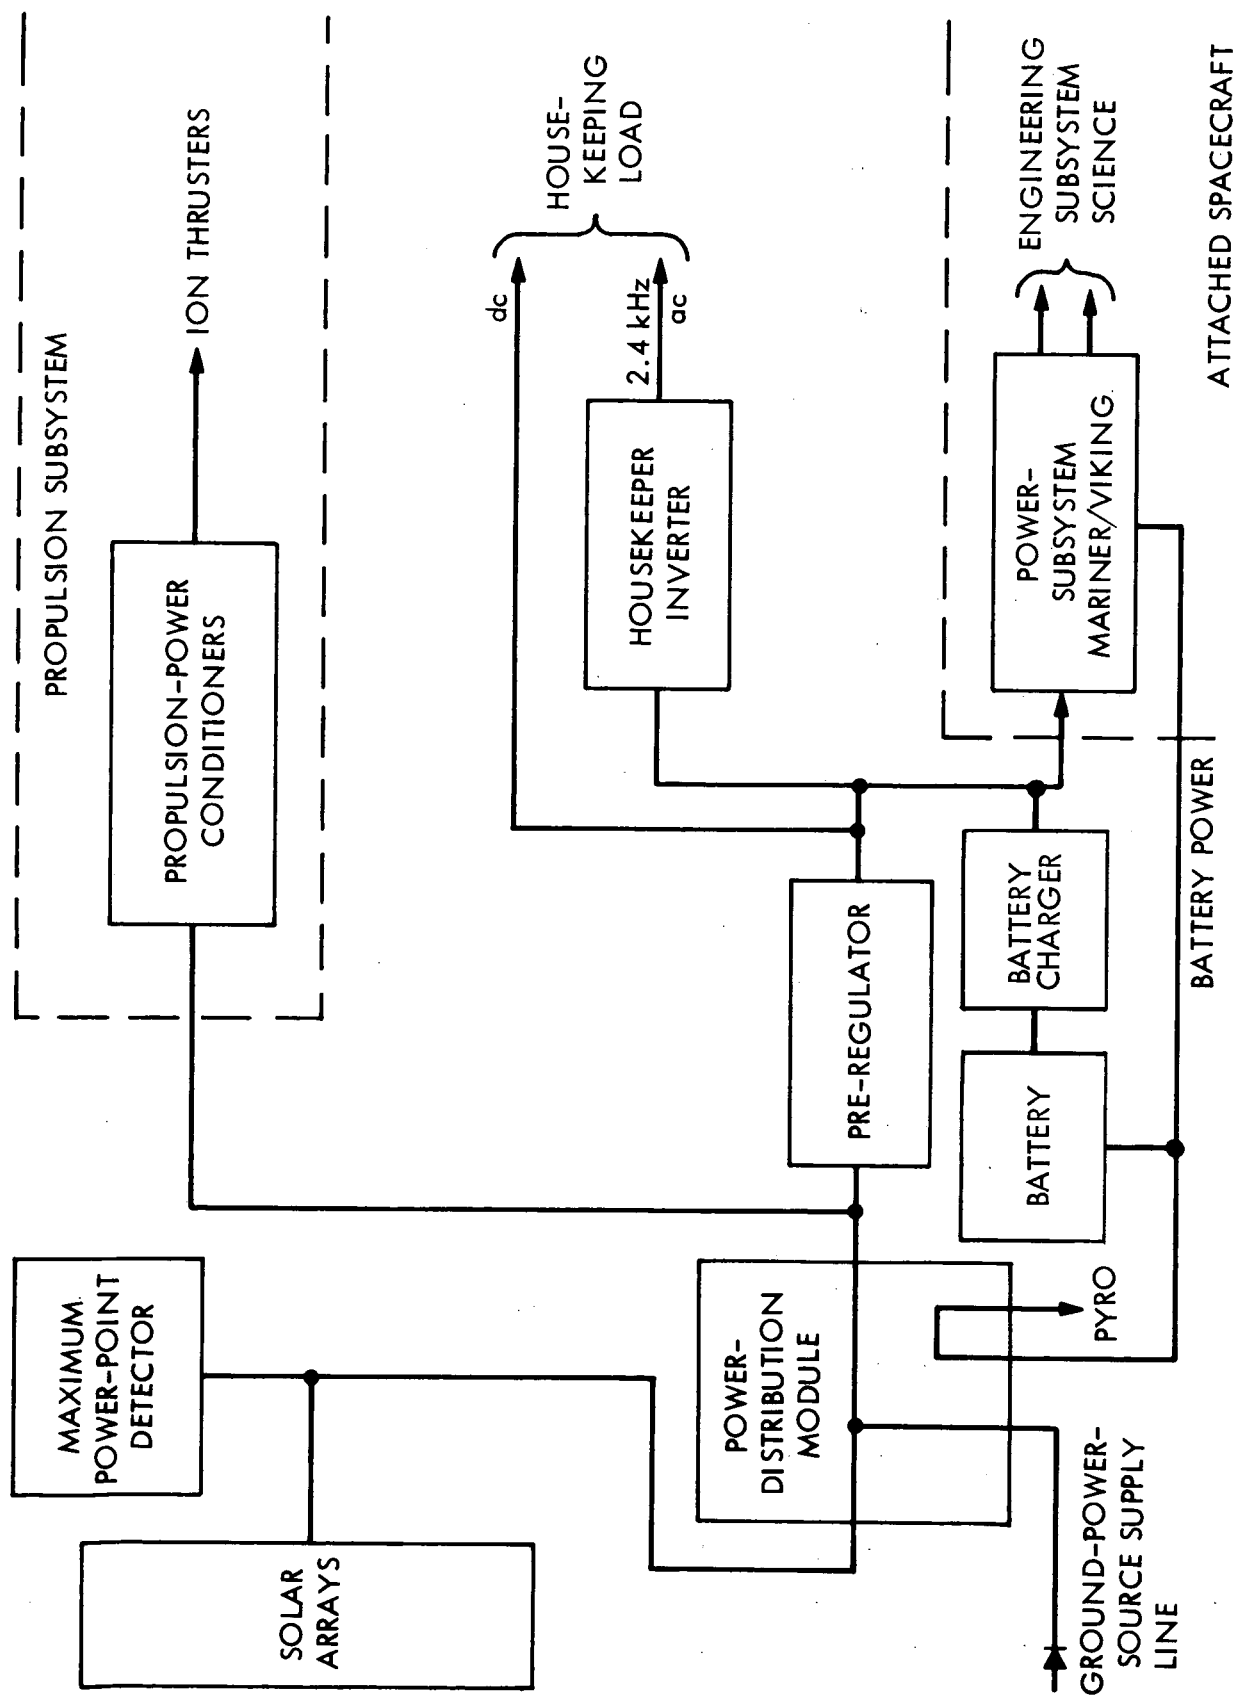 SOLAR
ARRAYS
MAXIMUM
POWER-POINT
DETECTOR
PROPULSION SUBSYSTEM
PROPULSION-POWER
CONDITIONERS
ION THRUSTERS
POWER-
DISTRIBUTION
MODULE
PYRO
GROUND-POWER-
SOURCE SUPPLY
LINE
PRE-REGULATOR
dc
HOUSEKEEPER
INVERTER
2.4 kHz
ac
HOUSE-
KEEPING
LOAD
BATTERY
BATTERY
CHARGER
BATTERY POWER
POWER-
SUBSYSTEM
MARINER/VIKING
ENGINEERING
SUBSYSTEM
SCIENCE
ATTACHED SPACECRAFT